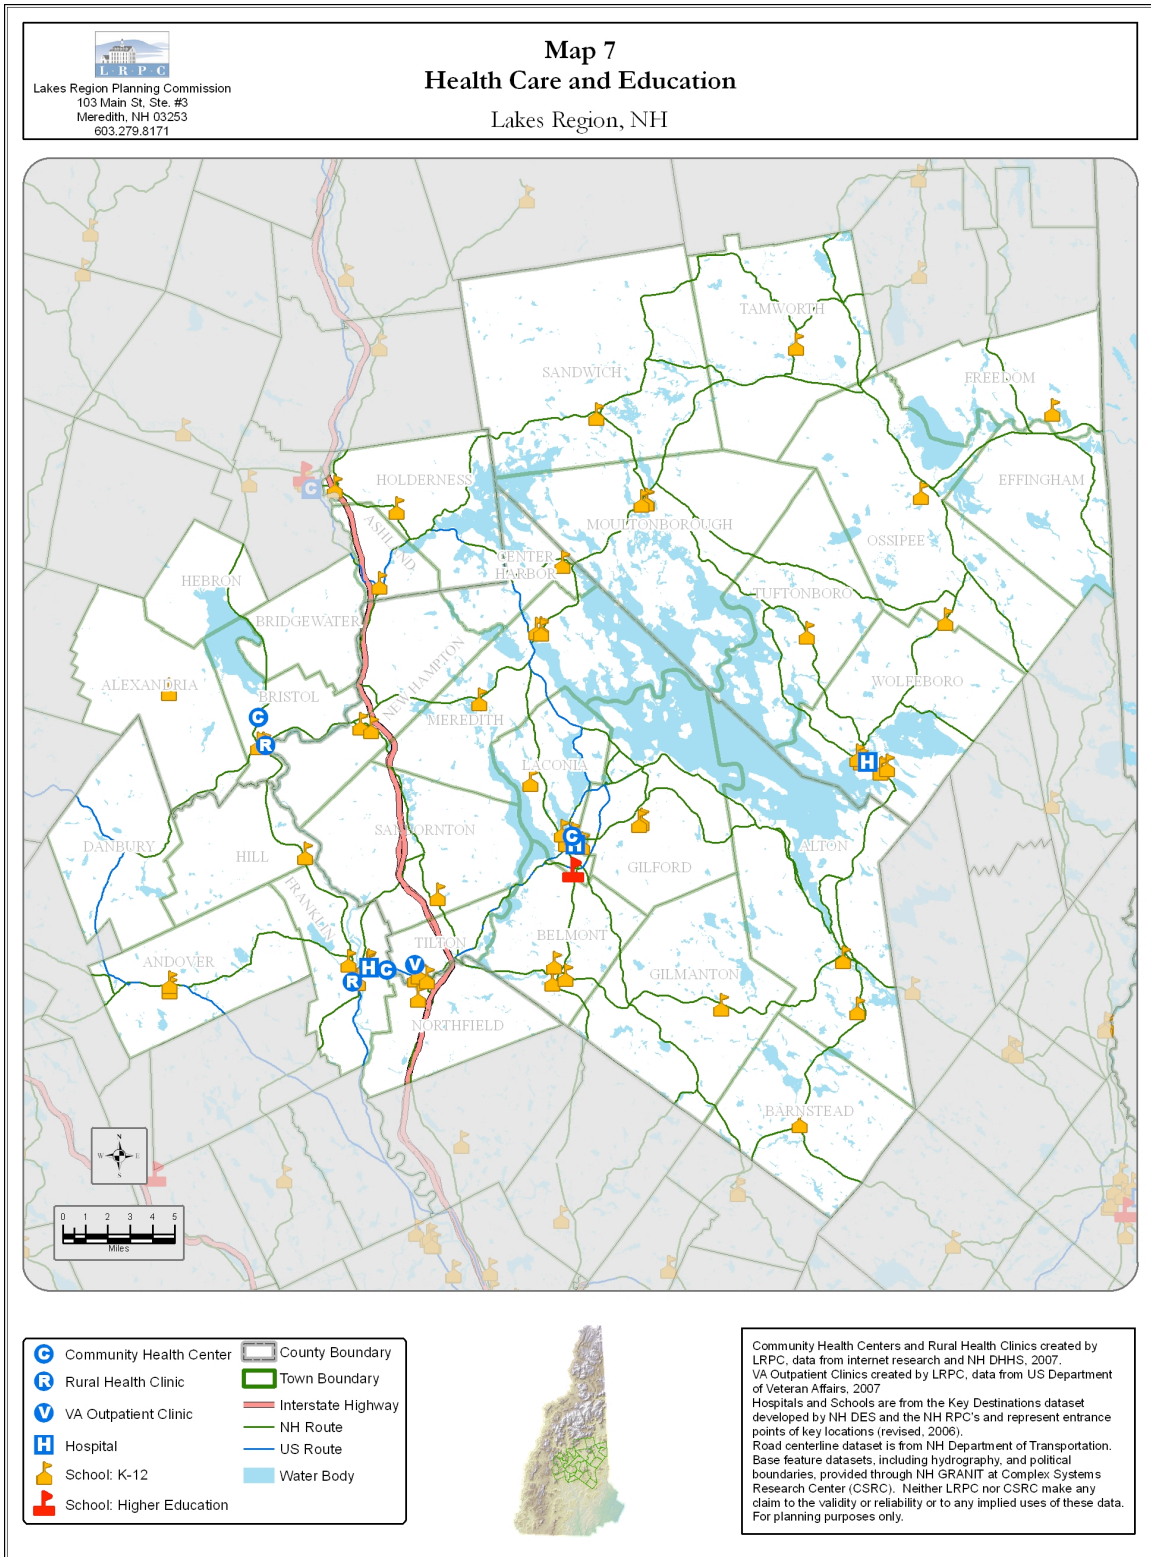 L·R·P·C
Lakes Region Planning Commission
103 Main St, Ste. #3
Meredith, NH 03253
603.279.8171
Map 7
Health Care and Education
Lakes Region, NH
TAMWORTH
SANDWICH
FREEDOM
HOLDERNESS
EFFINGHAM
C
MOULTONBOROUGH
ASHLAND
OSSIPEE
CENTER
HARBOR
HEBRON
TUFTONBORO
BRIDGEWATER
NEW HAMPTON
ALEXANDRIA
WOLFEBORO
BRISTOL
MEREDITH
C
R
LACONIA
H
SANBORNTON
C
H
DANBURY
ALTON
HILL
GILFORD
FRANKLIN
TILTON
BELMONT
ANDOVER
H
C
V
R
GILMANTON
NORTHFIELD
BARNSTEAD
N
W
E
S
0 1 2 3 4 5
Miles
C Community Health Center
R Rural Health Clinic
V VA Outpatient Clinic
H Hospital
School: K-12
School: Higher Education
County Boundary
Town Boundary
Interstate Highway
NH Route
US Route
Water Body
Community Health Centers and Rural Health Clinics created by
LRPC, data from internet research and NH DHHS, 2007.
VA Outpatient Clinics created by LRPC, data from US Department
of Veteran Affairs, 2007
Hospitals and Schools are from the Key Destinations dataset
developed by NH DES and the NH RPC's and represent entrance
points of key locations (revised, 2006).
Road centerline dataset is from NH Department of Transportation.
Base feature datasets, including hydrography, and political
boundaries, provided through NH GRANIT at Complex Systems
Research Center (CSRC). Neither LRPC nor CSRC make any
claim to the validity or reliability or to any implied uses of these data.
For planning purposes only.